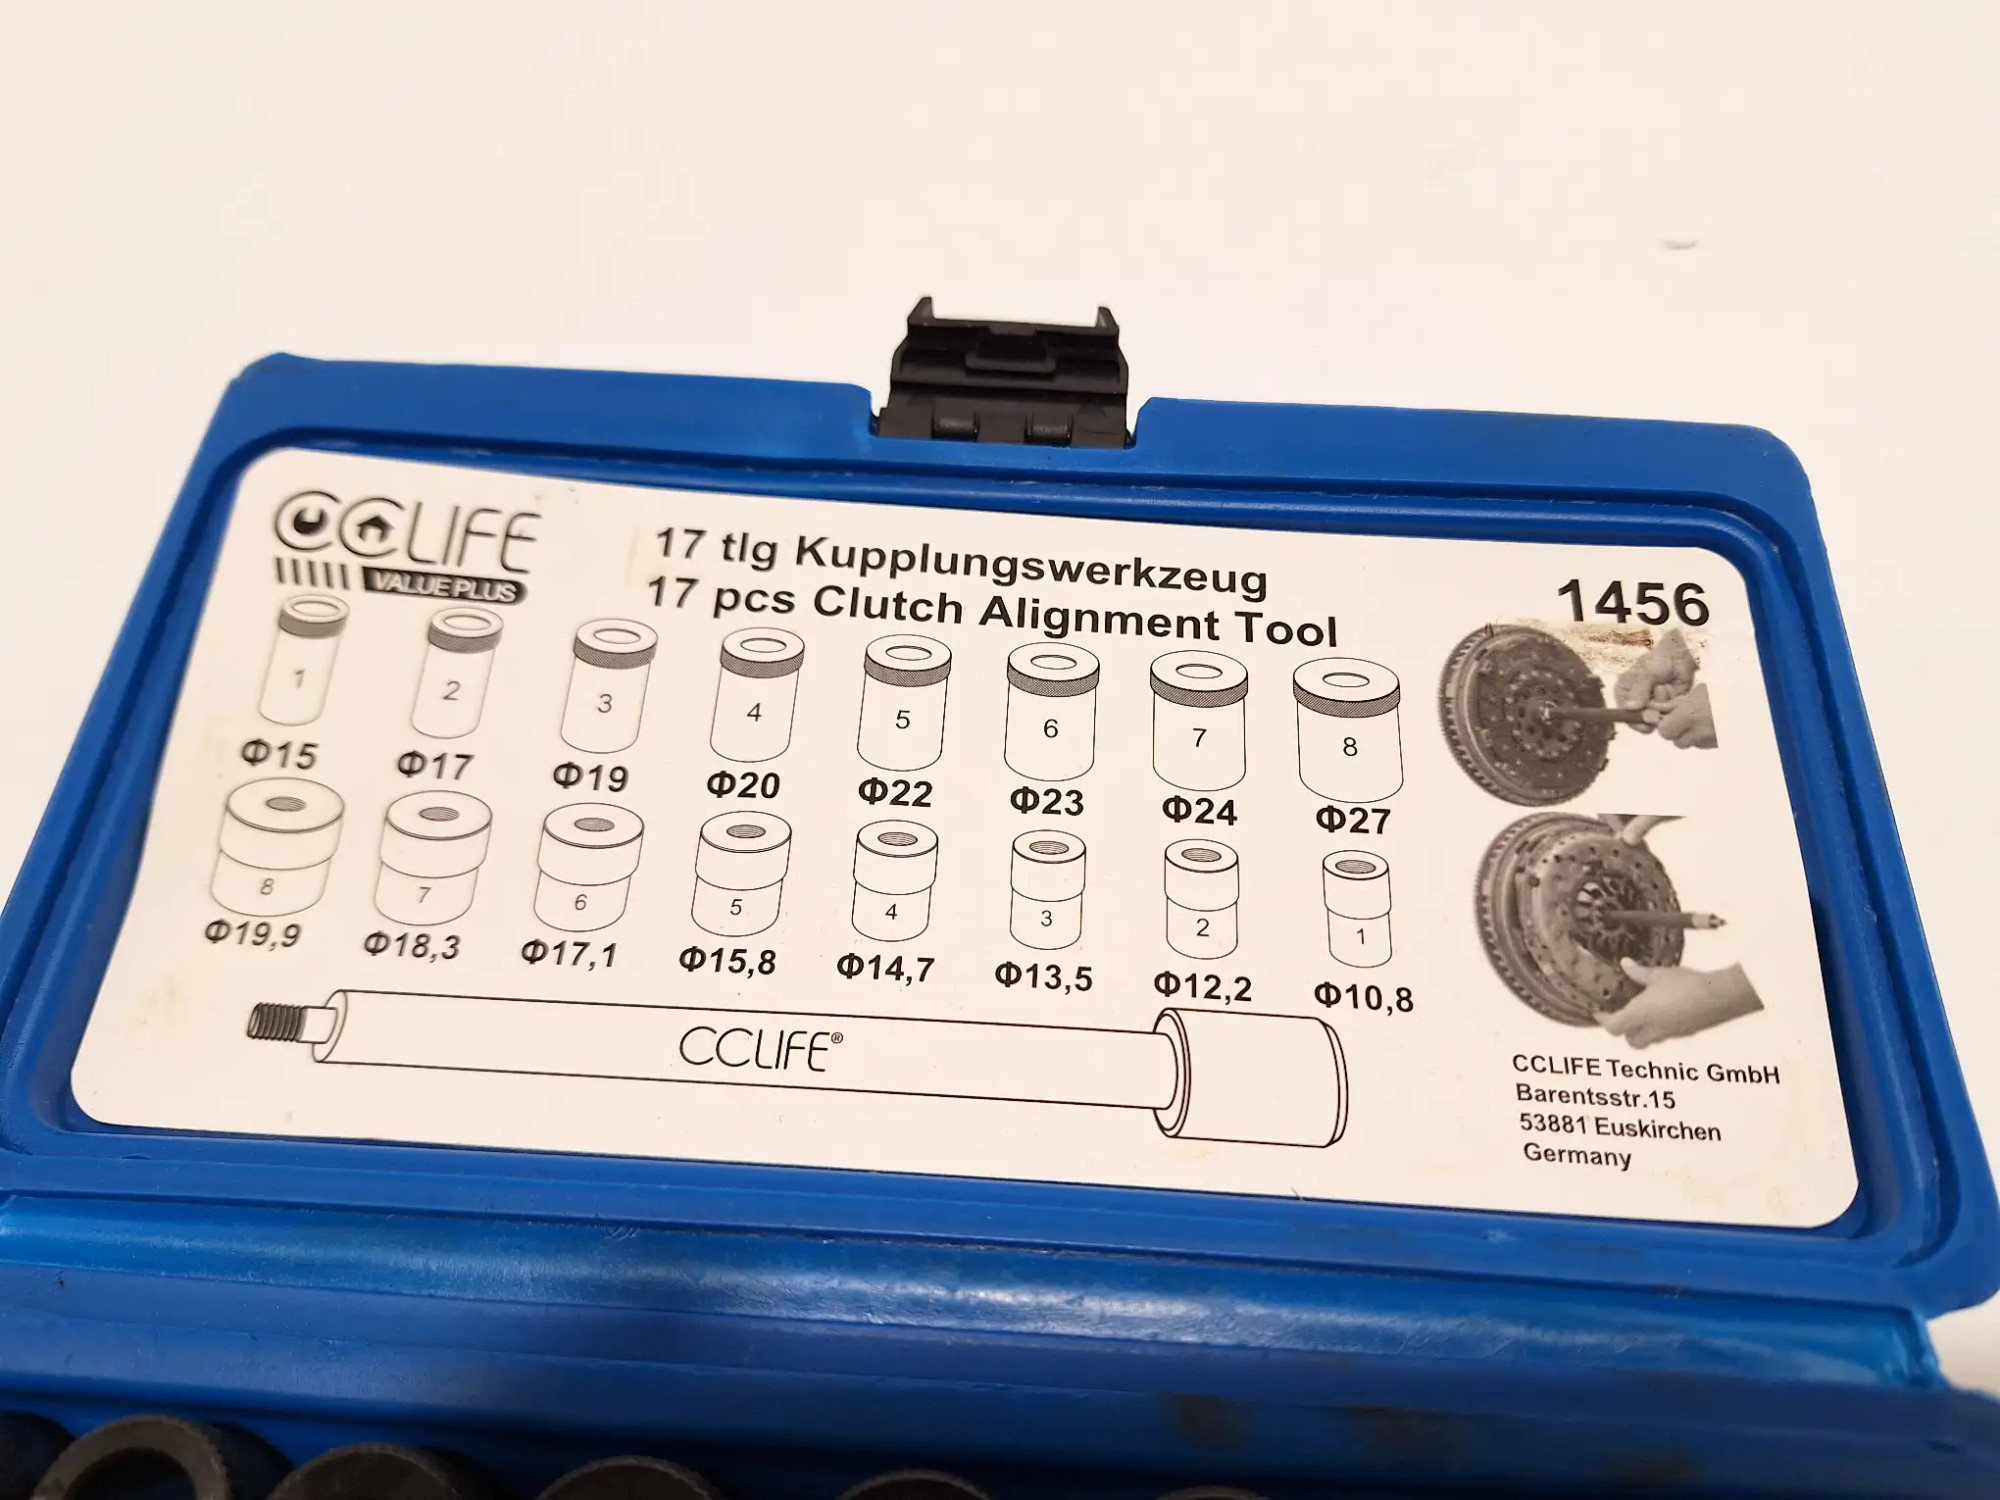 CCLIFE
VALUE PLUS
17 tlg Kupplungswerkzeug
17 pcs Clutch Alignment Tool
1456
1 2 3 4 5 6 7 8
Φ15 Φ17 Φ19 Φ20 Φ22 Φ23 Φ24 Φ27
8 7 6 5 4 3 2 1
Φ19,9 Φ18,3 Φ17,1 Φ15,8 Φ14,7 Φ13,5 Φ12,2 Φ10,8
CCLIFE®
CCLIFE Technic GmbH
Barentsstr.15
53881 Euskirchen
Germany